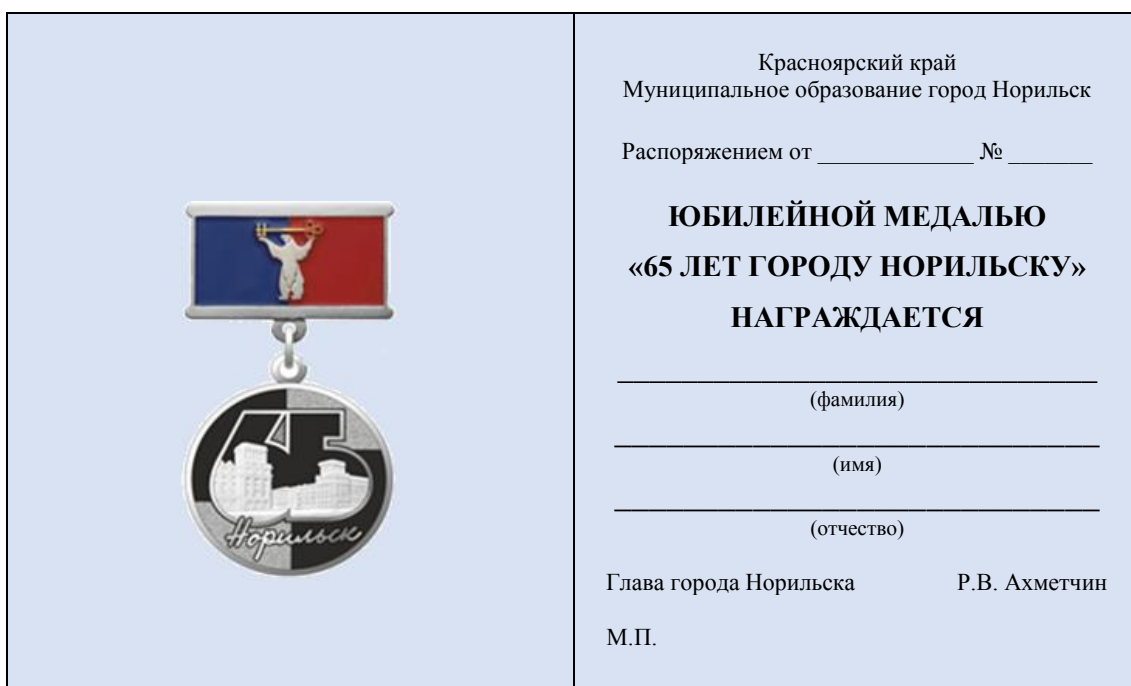 65
Норильск
Красноярский край
Муниципальное образование город Норильск
Распоряжением от _____________ № _______
ЮБИЛЕЙНОЙ МЕДАЛЬЮ
«65 ЛЕТ ГОРОДУ НОРИЛЬСКУ»
НАГРАЖДАЕТСЯ
(фамилия)
(имя)
(отчество)
Глава города Норильска Р.В. Ахметчин
М.П.